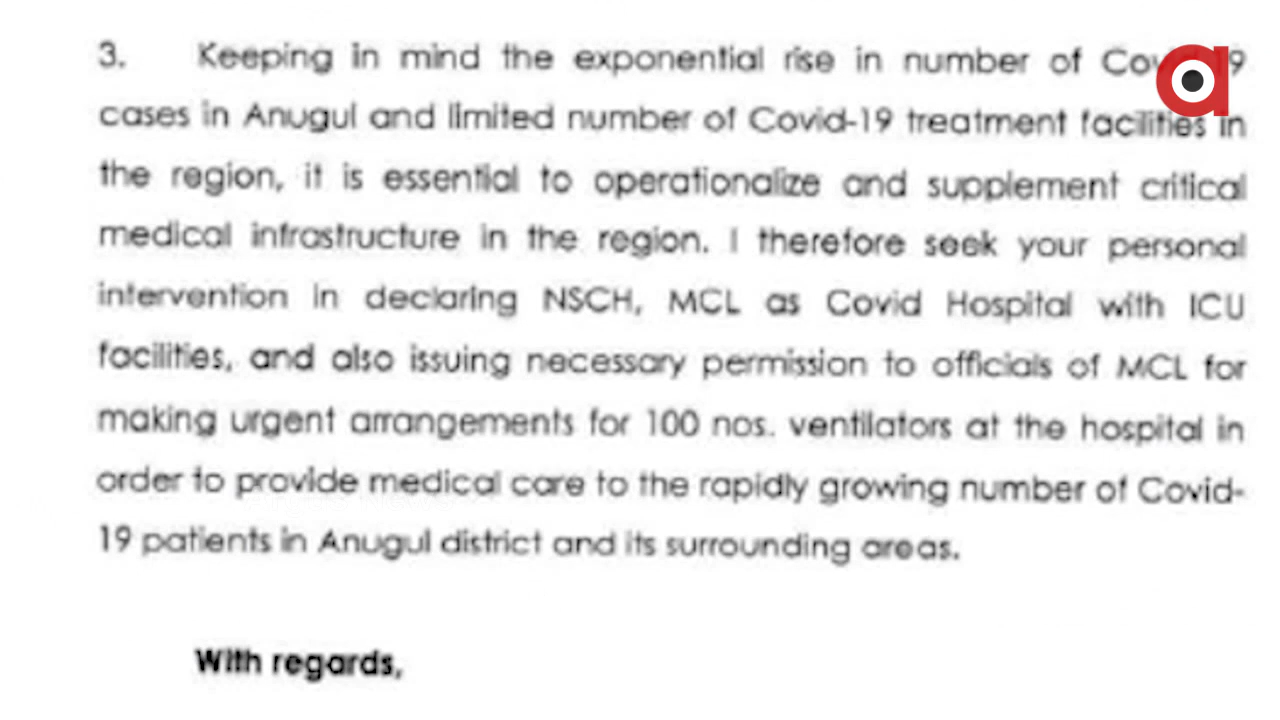 3. Keeping in mind the exponential rise in number of Covid-19
cases in Anugul and limited number of Covid-19 treatment facilities in
the region, it is essential to operationalize and supplement critical
medical infrastructure in the region. I therefore seek your personal
intervention in declaring NSCH, MCL as Covid Hospital with ICU
facilities, and also issuing necessary permission to officials of MCL for
making urgent arrangements for 100 nos. ventilators at the hospital in
order to provide medical care to the rapidly growing number of Covid-
19 patients in Anugul district and its surrounding areas.
With regards,